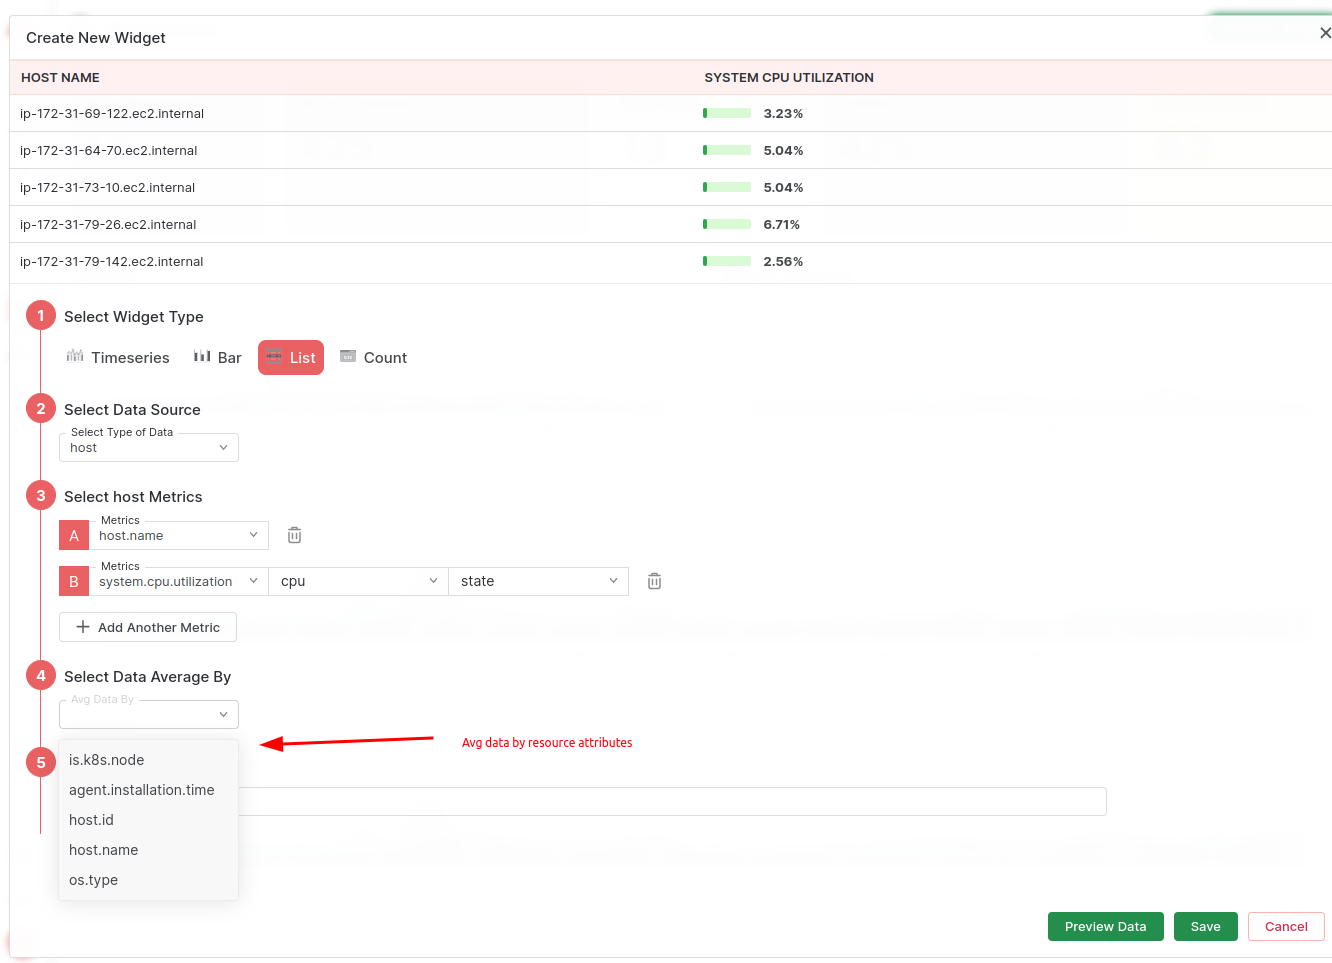 Create New Widget
HOST NAME SYSTEM CPU UTILIZATION
ip-172-31-69-122.ec2.internal 3.23%
ip-172-31-64-70.ec2.internal 5.04%
ip-172-31-73-10.ec2.internal 5.04%
ip-172-31-79-26.ec2.internal 6.71%
ip-172-31-79-142.ec2.internal 2.56%
1 Select Widget Type
Timeseries Bar List Count
2 Select Data Source
Select Type of Data
host
3 Select host Metrics
Metrics
A host.name
Metrics
B system.cpu.utilization cpu state
Add Another Metric
4 Select Data Average By
Avg Data By
Avg data by resource attributes
5
is.k8s.node
agent.installation.time
host.id
host.name
os.type
Preview Data Save Cancel